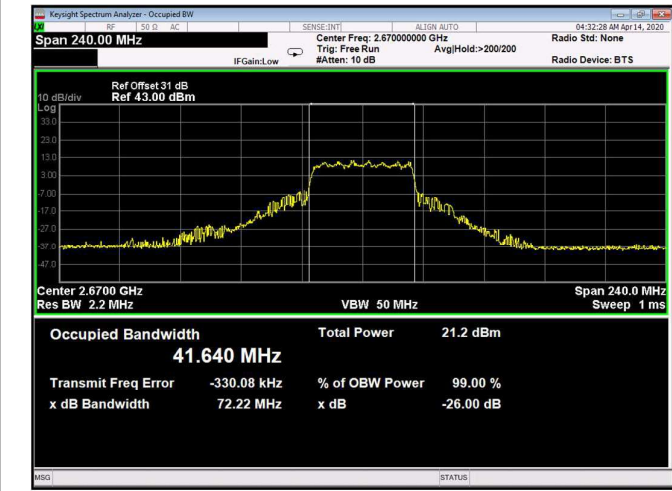 Keysight Spectrum Analyzer - Occupied BW
RF 50 Ω AC SENSE:INT ALIGN AUTO 04:32:28 AM Apr 14, 2020
Span 240.00 MHz Center Freq: 2.670000000 GHz Radio Std: None
Trig: Free Run Avg|Hold:>200/200
IFGain:Low #Atten: 10 dB Radio Device: BTS
Ref Offset 31 dB
10 dB/div Ref 43.00 dBm
Log
33.0
23.0
13.0
3.00
-7.00
-17.0
-27.0
-37.0
-47.0
Center 2.6700 GHz Span 240.0 MHz
Res BW 2.2 MHz VBW 50 MHz Sweep 1 ms
Occupied Bandwidth Total Power 21.2 dBm
41.640 MHz
Transmit Freq Error -330.08 kHz % of OBW Power 99.00 %
x dB Bandwidth 72.22 MHz x dB -26.00 dB
MSG STATUS